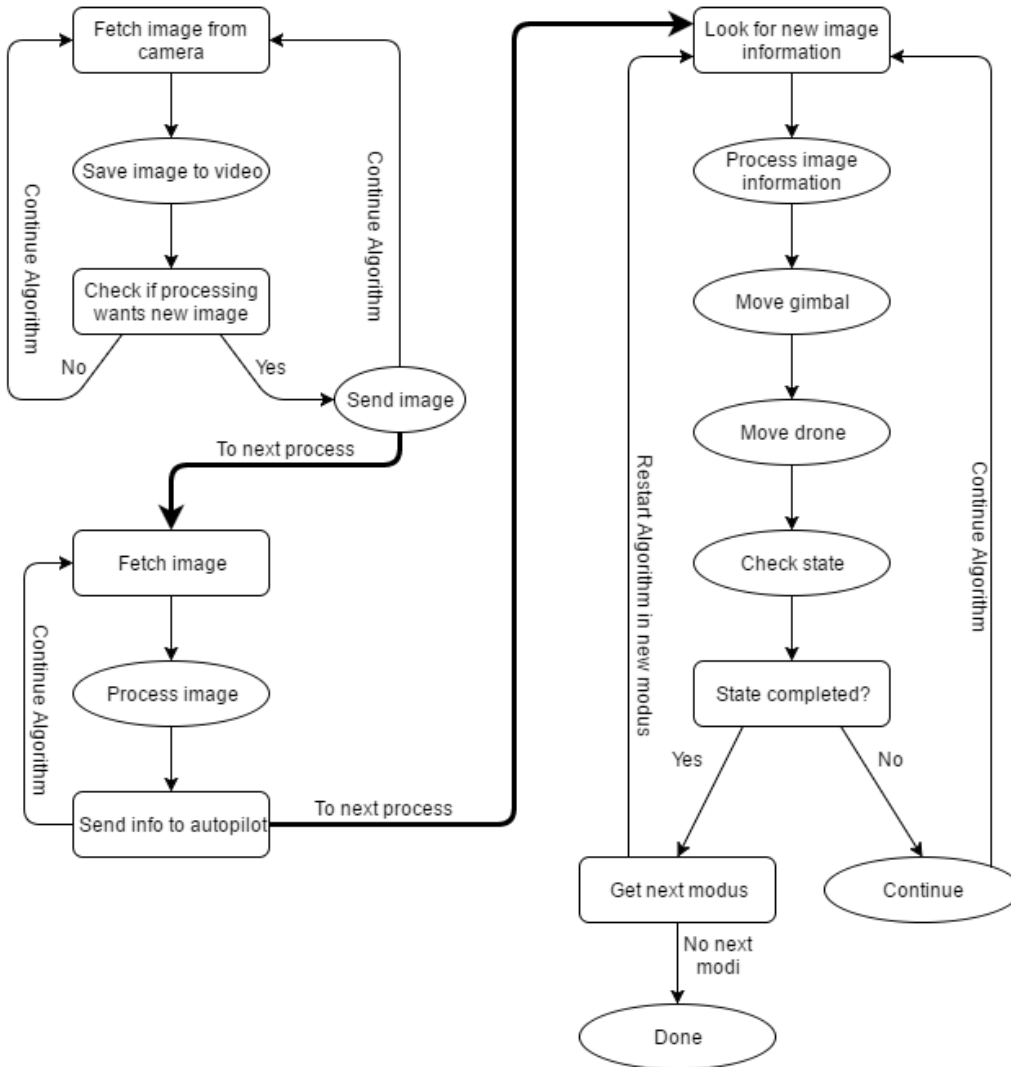 Fetch image from
camera
Save image to video
Continue Algorithm
Continue Algorithm
Check if processing
wants new image
No
Yes
Send image
To next process
Fetch image
Continue Algorithm
Process image
Send info to autopilot
To next process
Look for new image
information
Process image
information
Move gimbal
Move drone
Restart Algorithm in new modus
Continue Algorithm
Check state
State completed?
Yes
No
Get next modus
Continue
No next
modi
Done